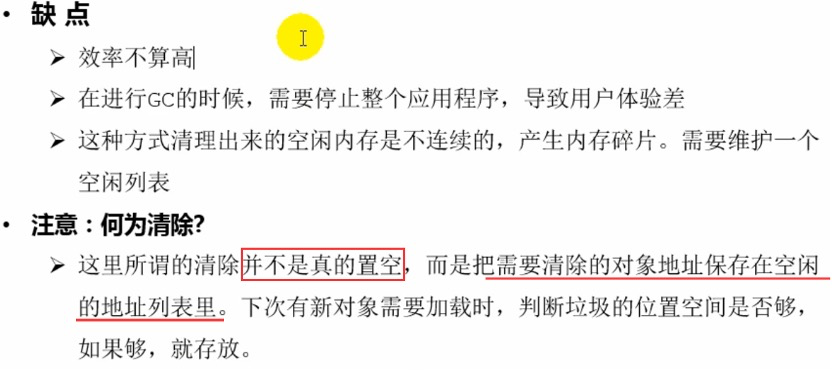 • 缺 点
➢ 效率不算高
➢ 在进行GC的时候，需要停止整个应用程序，导致用户体验差
➢ 这种方式清理出来的空闲内存是不连续的，产生内存碎片。需要维护一个
空闲列表
• 注意：何为清除?
➢ 这里所谓的清除并不是真的置空，而是把需要清除的对象地址保存在空闲
的地址列表里。下次有新对象需要加载时，判断垃圾的位置空间是否够，
如果够，就存放。